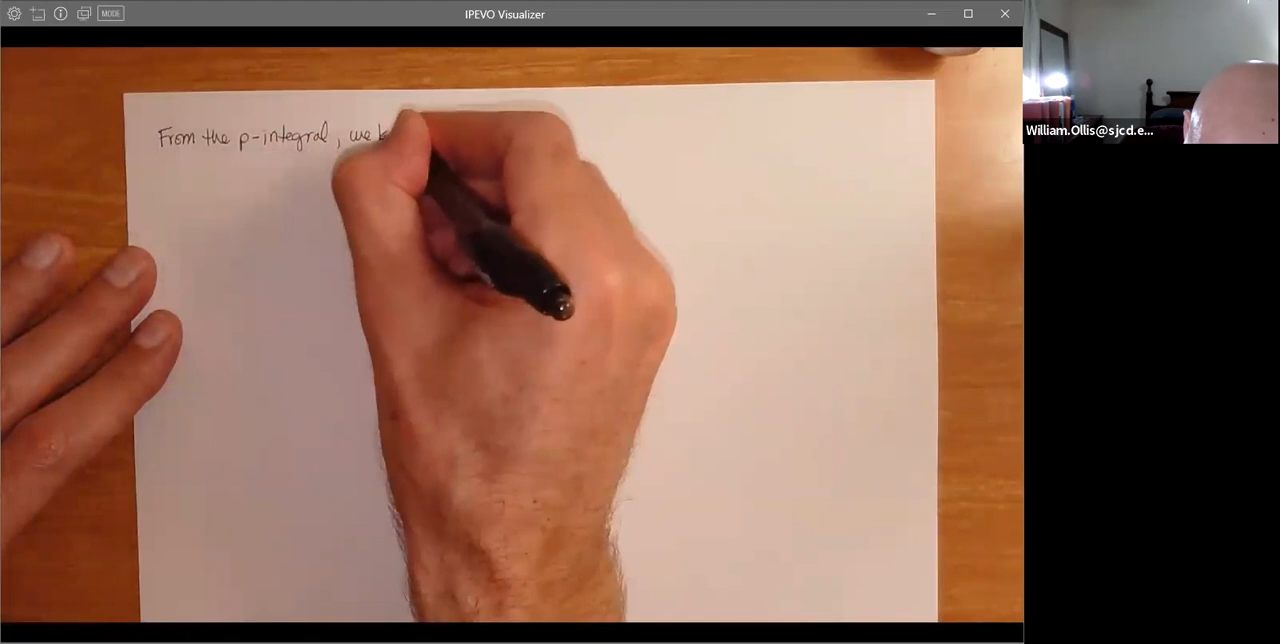 MODE
IPEVO Visualizer
From the p-integral, we
William.Ollis@sjcd.e...